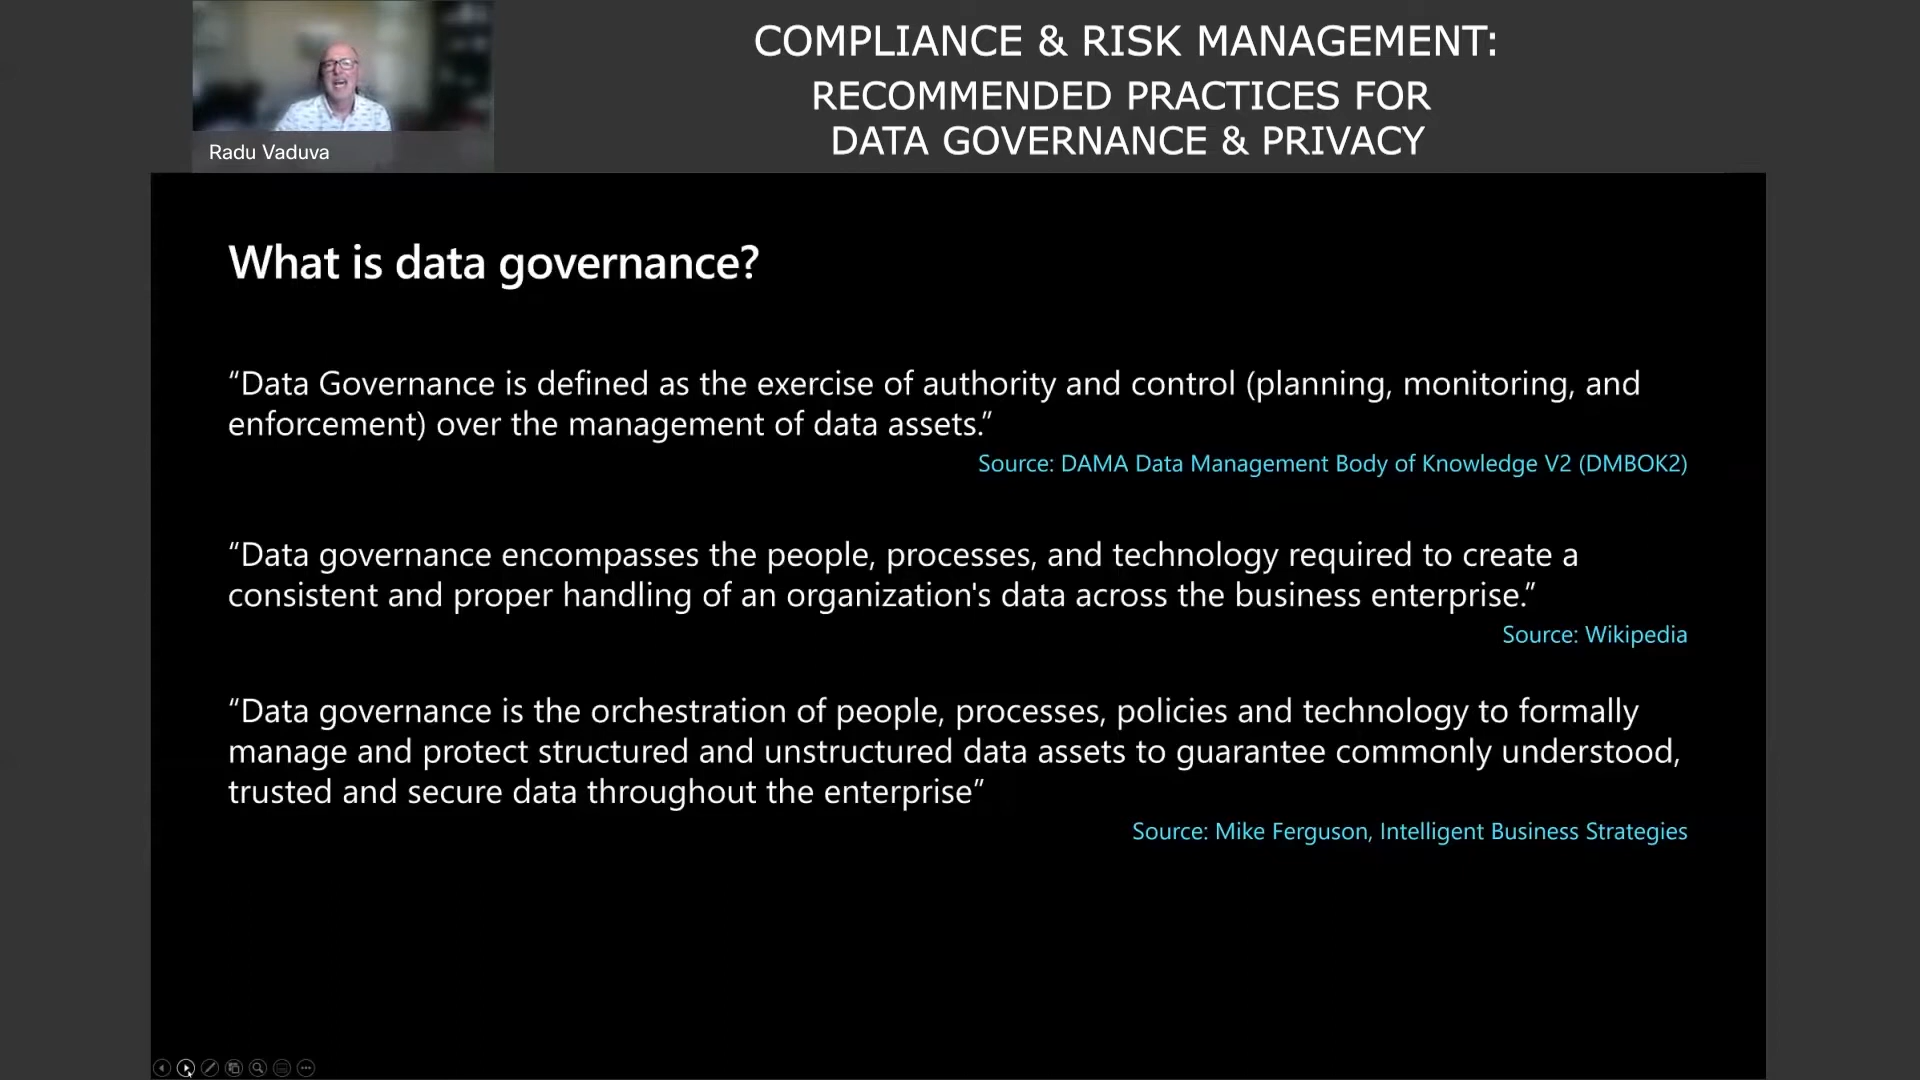 COMPLIANCE & RISK MANAGEMENT:
RECOMMENDED PRACTICES FOR
DATA GOVERNANCE & PRIVACY
Radu Vaduva
What is data governance?
“Data Governance is defined as the exercise of authority and control (planning, monitoring, and
enforcement) over the management of data assets.”
Source: DAMA Data Management Body of Knowledge V2 (DMBOK2)
“Data governance encompasses the people, processes, and technology required to create a
consistent and proper handling of an organization's data across the business enterprise.”
Source: Wikipedia
“Data governance is the orchestration of people, processes, policies and technology to formally
manage and protect structured and unstructured data assets to guarantee commonly understood,
trusted and secure data throughout the enterprise”
Source: Mike Ferguson, Intelligent Business Strategies